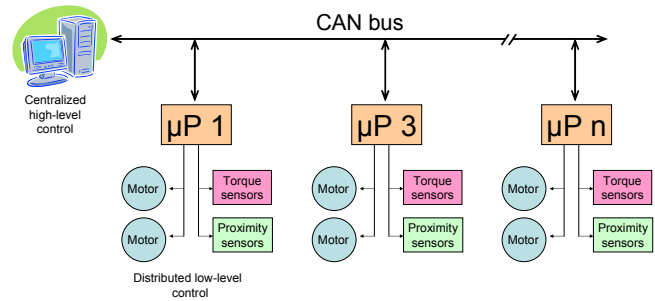 CAN bus
Centralized
high-level
control
µP 1
µP 3
µP n
Motor
Torque
sensors
Motor
Torque
sensors
Motor
Torque
sensors
Motor
Proximity
sensors
Motor
Proximity
sensors
Motor
Proximity
sensors
Distributed low-level
control